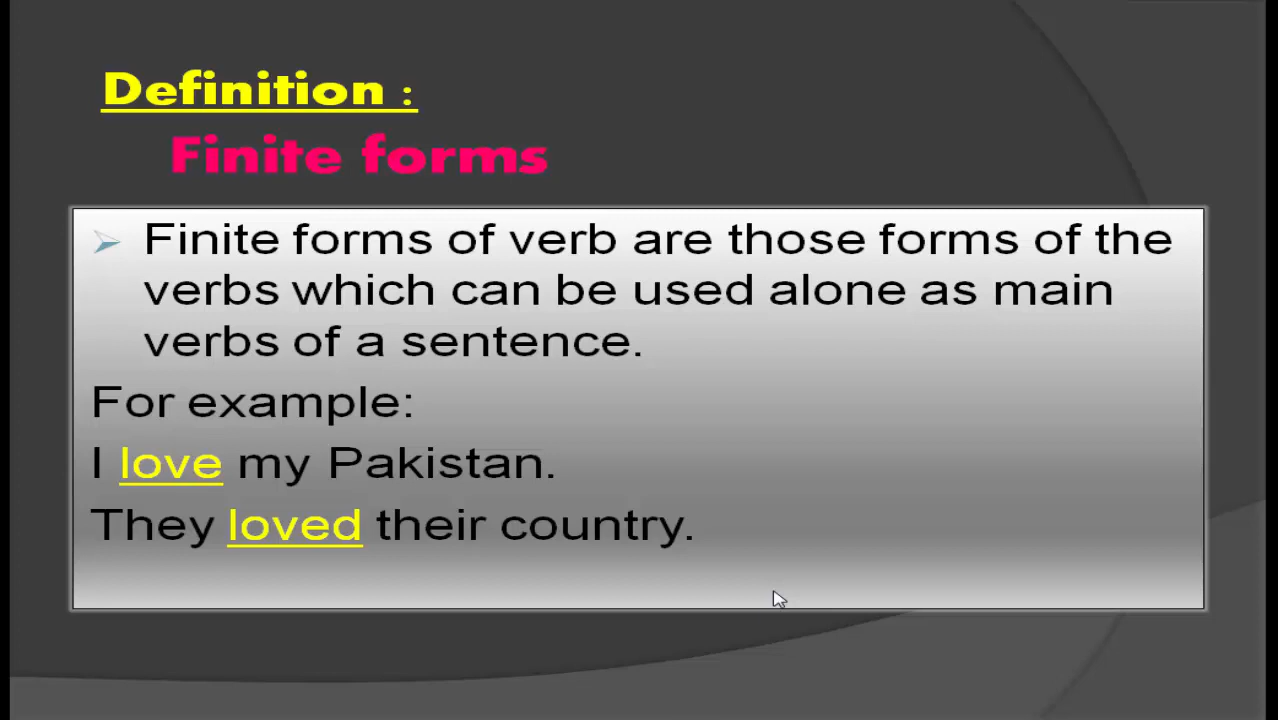 Definition :
Finite forms
Finite forms of verb are those forms of the
verbs which can be used alone as main
verbs of a sentence.
For example:
I love my Pakistan.
They loved their country.